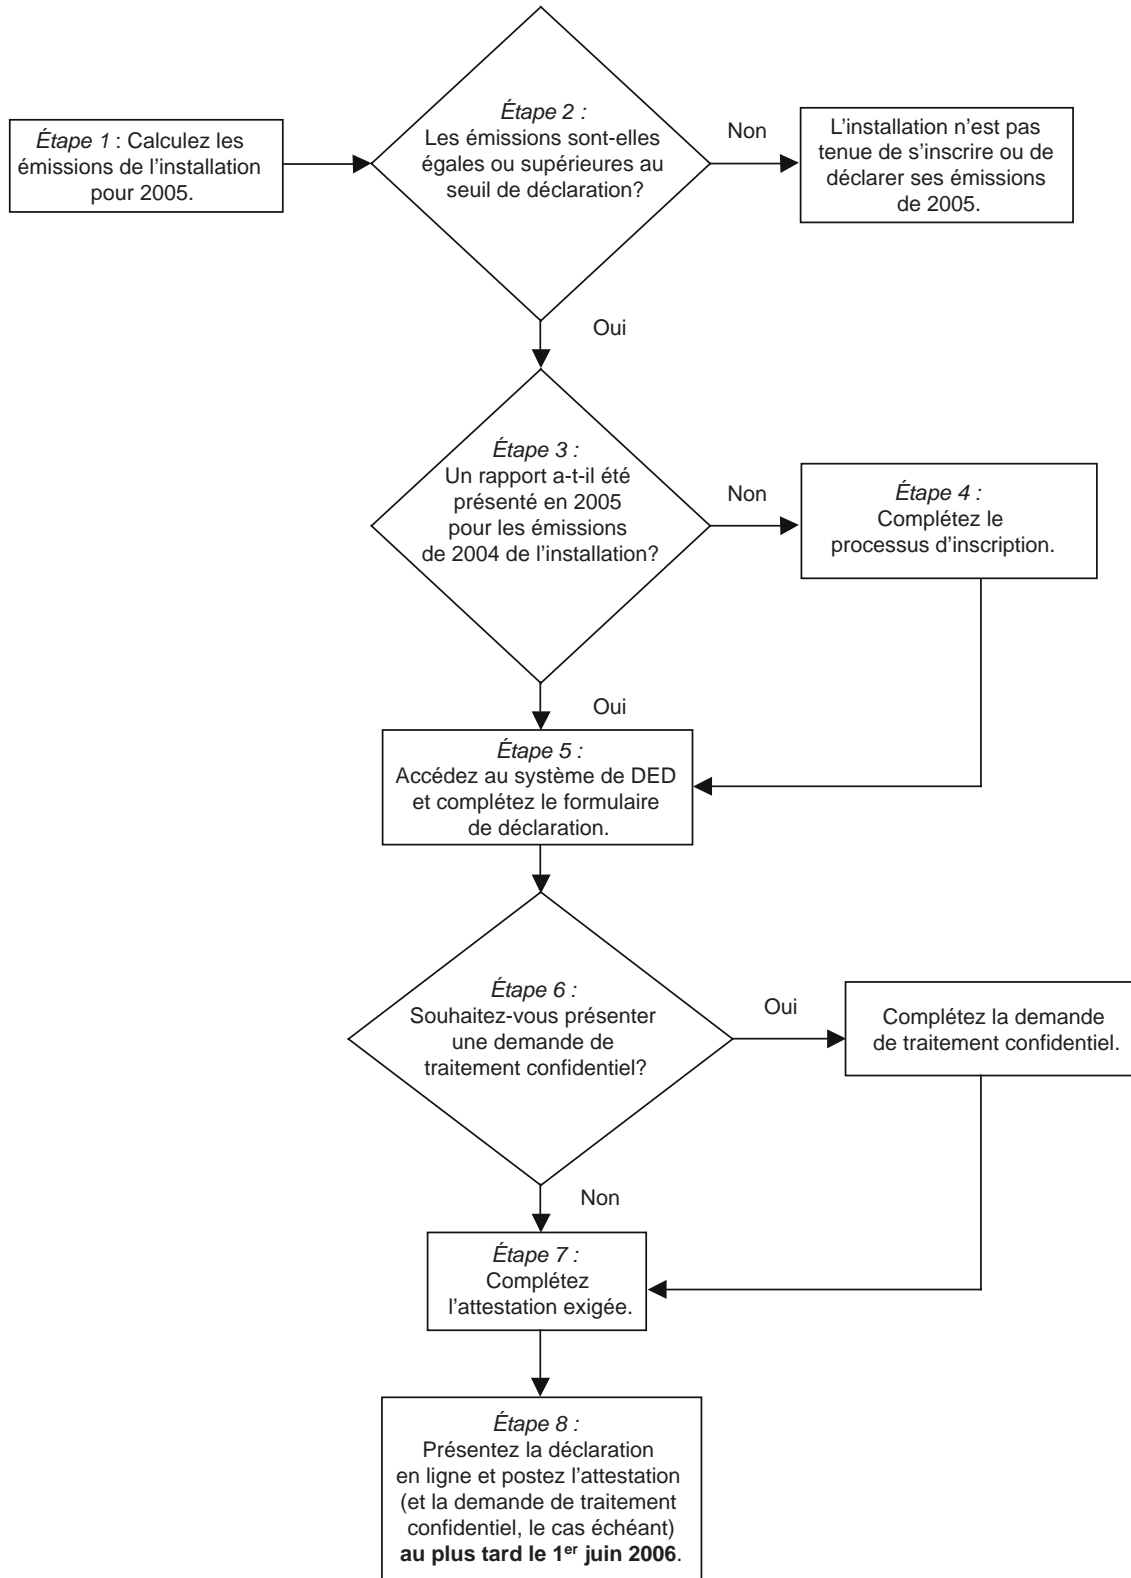 Étape 1 : Calculez les
émissions de l'installation
pour 2005.
Étape 2 :
Les émissions sont-elles
égales ou supérieures au
seuil de déclaration?
Non
L'installation n'est pas
tenue de s'inscrire ou de
déclarer ses émissions
de 2005.
Oui
Étape 3 :
Un rapport a-t-il été
présenté en 2005
pour les émissions
de 2004 de l'installation?
Non
Étape 4 :
Complétez le
processus d'inscription.
Oui
Étape 5 :
Accédez au système de DED
et complétez le formulaire
de déclaration.
Étape 6 :
Souhaitez-vous présenter
une demande de
traitement confidentiel?
Oui
Complétez la demande
de traitement confidentiel.
Non
Étape 7 :
Complétez
l'attestation exigée.
Étape 8 :
Présentez la déclaration
en ligne et postez l'attestation
(et la demande de traitement
confidentiel, le cas échéant)
au plus tard le 1er juin 2006.